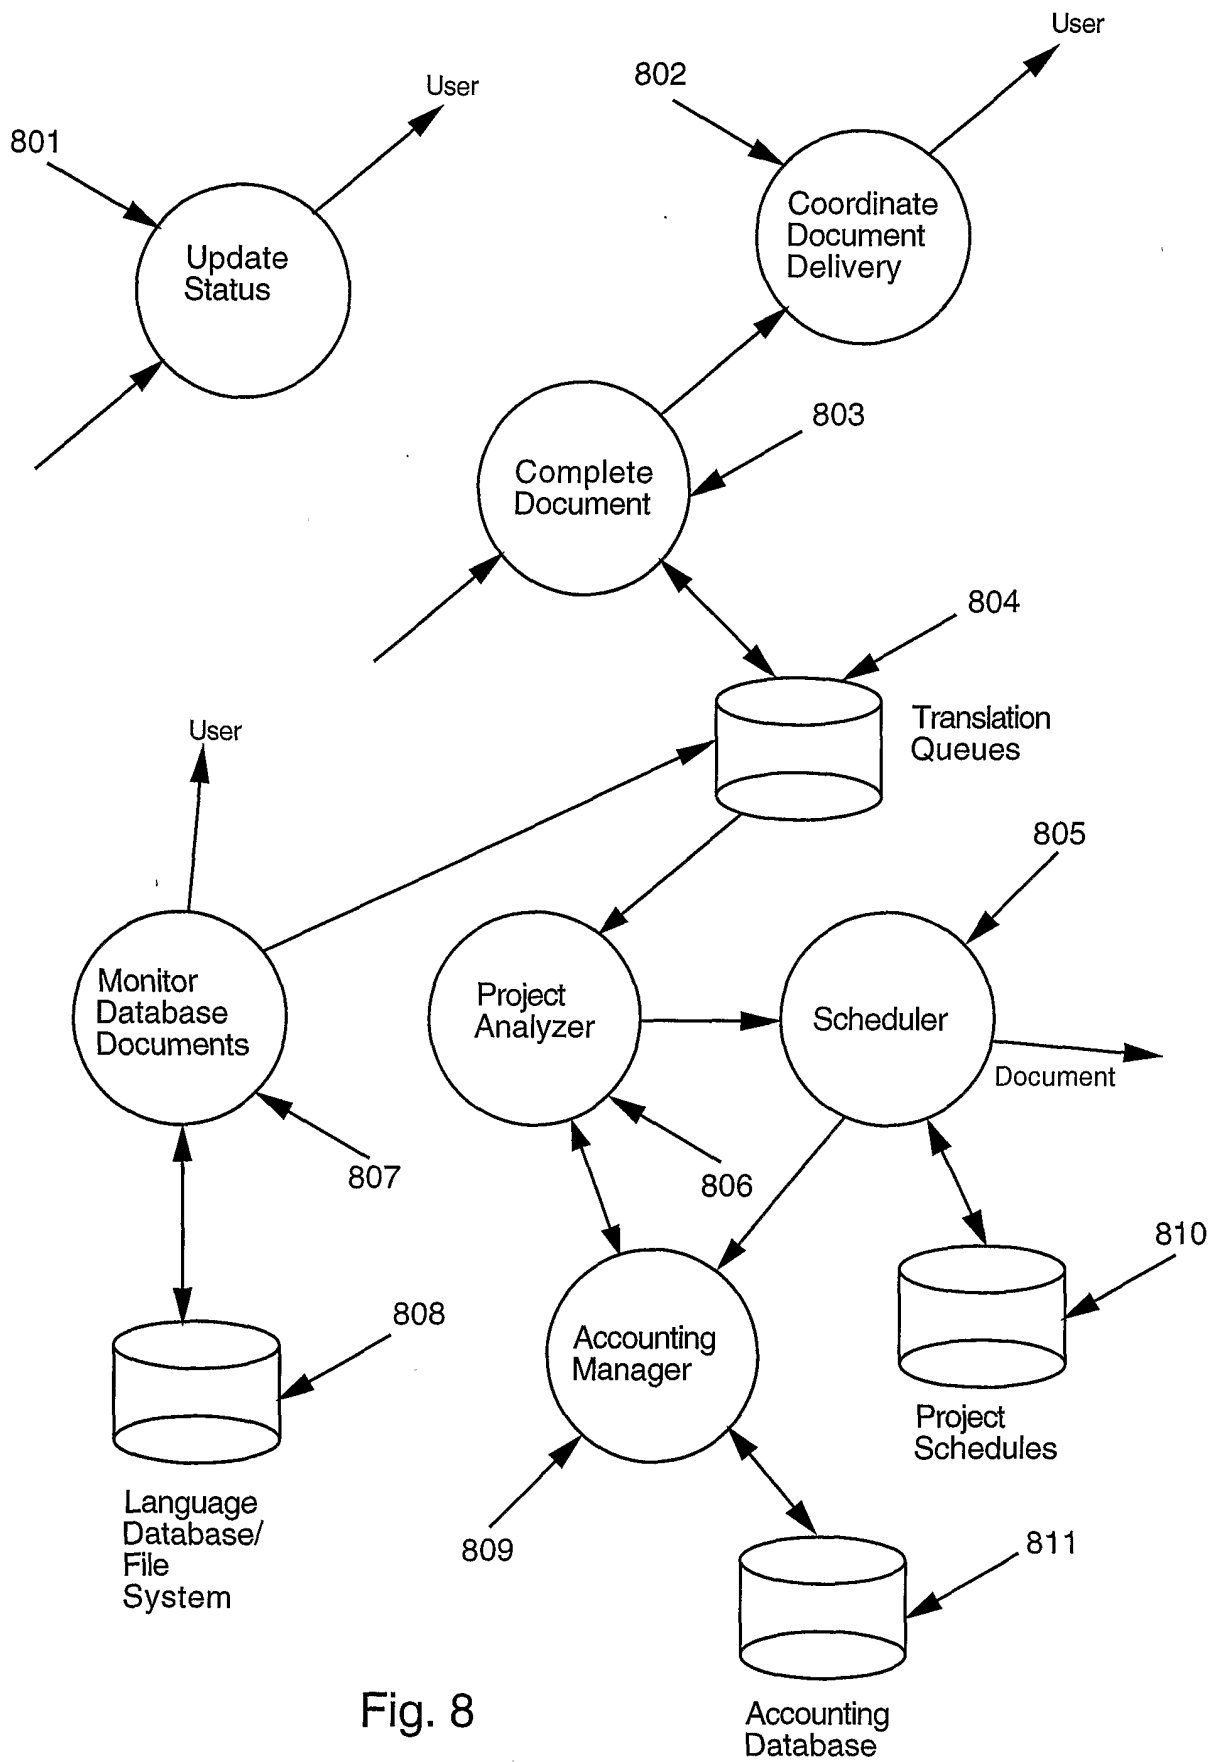 User
802
User
801
Coordinate
Document
Delivery
Update
Status
803
Complete
Document
804
Translation
Queues
User
805
Monitor
Database
Documents
Project
Analyzer
Scheduler
Document
807
806
810
808
Accounting
Manager
Project
Schedules
Language
Database/
File
System
809
811
Fig. 8
Accounting
Database